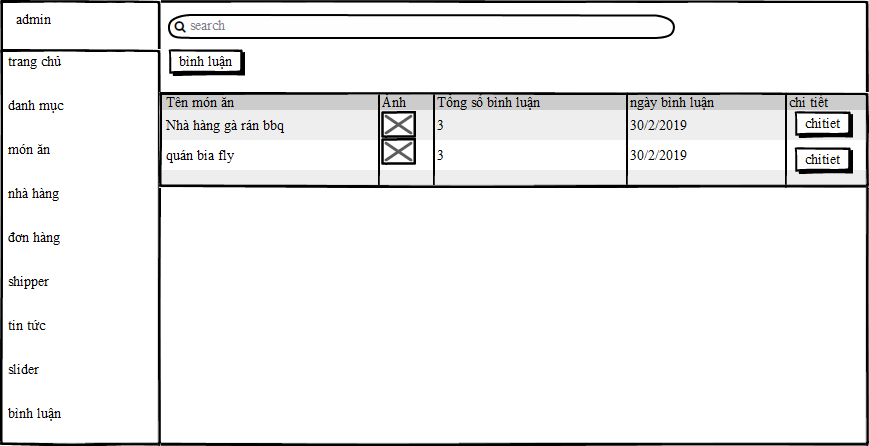 admin
search
trang chủ
bình luận
danh mục
món ăn
nhà hàng
đơn hàng
shipper
tin tức
slider
bình luận
Tên món ăn Ảnh Tổng số bình luận ngày bình luận chi tiết
Nhà hàng gà rán bbq 3 30/2/2019 chitiet
quán bia fly 3 30/2/2019 chitiet